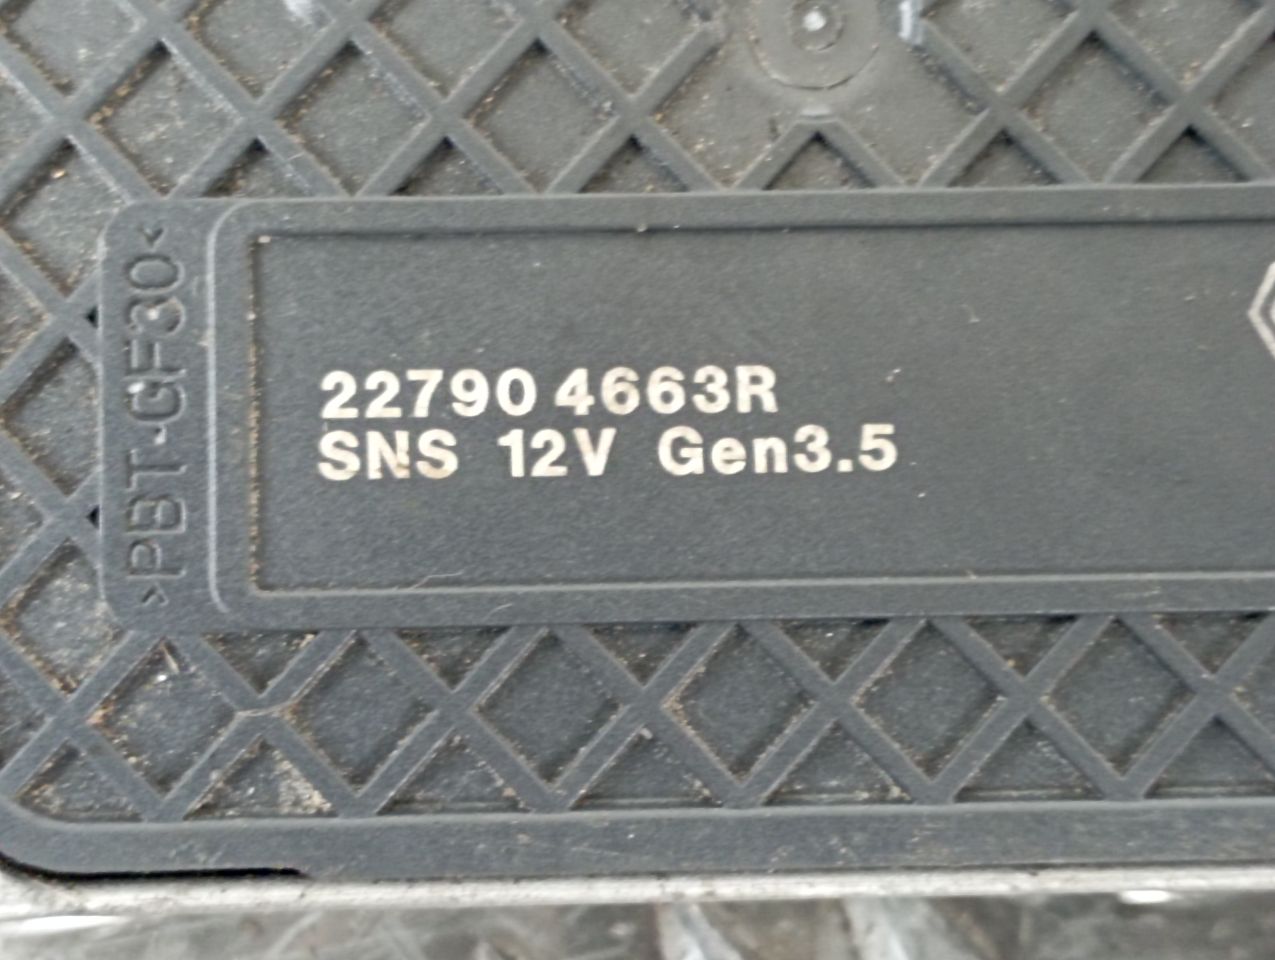 22790 4663R
SNS 12V Gen3.5
>PBT-GF30<